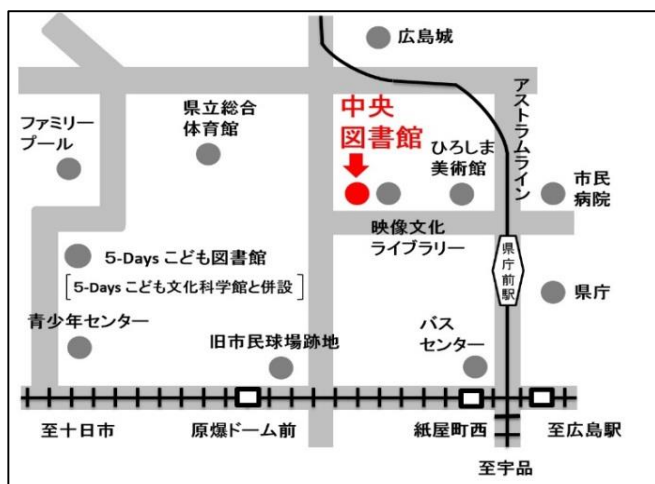 広島城
アストラムライン
ファミリー
プール
県立総合
体育館
中央
図書館
ひろしま
美術館
市民
病院
映像文化
ライブラリー
5-Days こども図書館
[5-Days こども文化科学館と併設]
県庁前駅
県庁
青少年センター
旧市民球場跡地
バス
センター
至十日市
原爆ドーム前
紙屋町西
至広島駅
至宇品